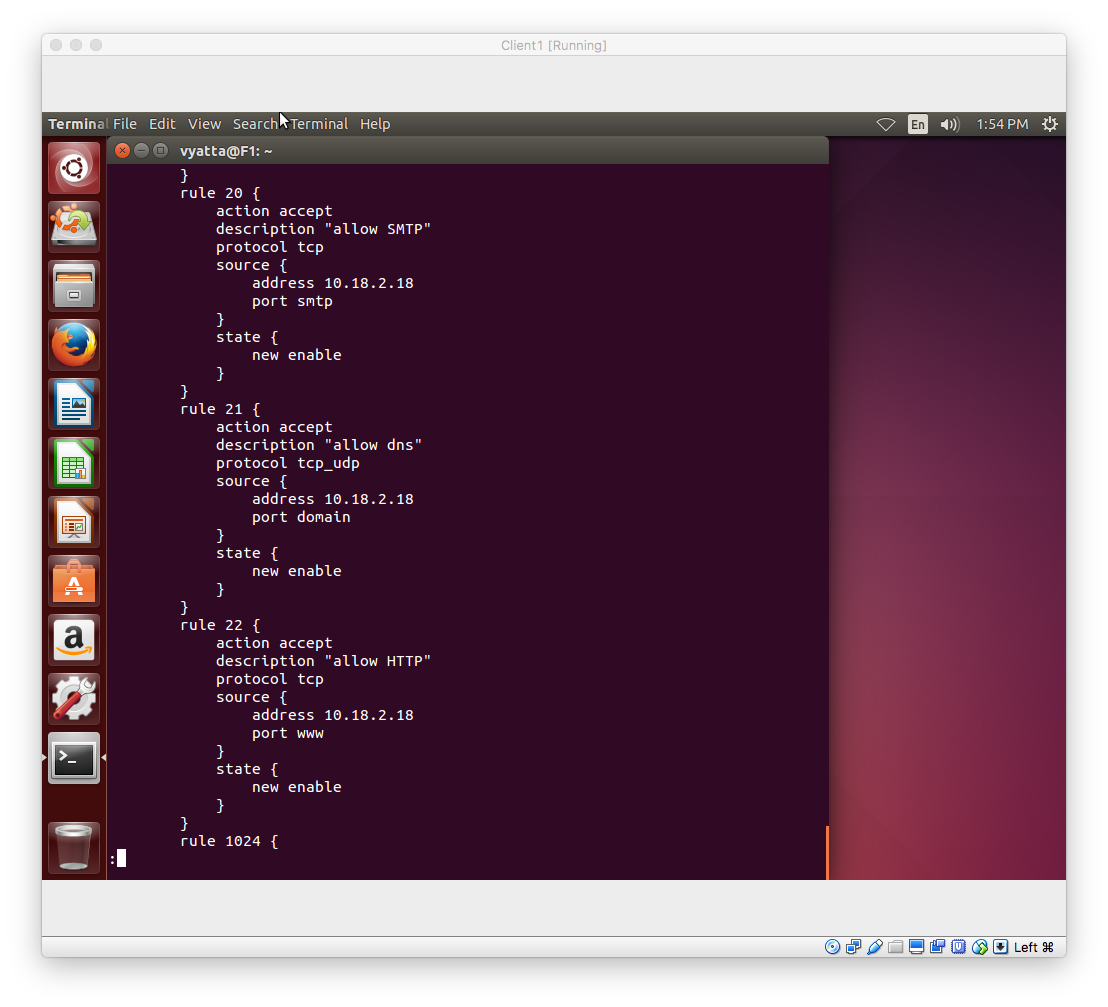 Client1 [Running]
Terminal File Edit View Search Terminal Help En 1:54 PM
vyatta@F1: ~
}
rule 20 {
action accept
description "allow SMTP"
protocol tcp
source {
address 10.18.2.18
port smtp
}
state {
new enable
}
}
rule 21 {
action accept
description "allow dns"
protocol tcp_udp
source {
address 10.18.2.18
port domain
}
state {
new enable
}
}
rule 22 {
action accept
description "allow HTTP"
protocol tcp
source {
address 10.18.2.18
port www
}
state {
new enable
}
}
rule 1024 {
:
Left ⌘